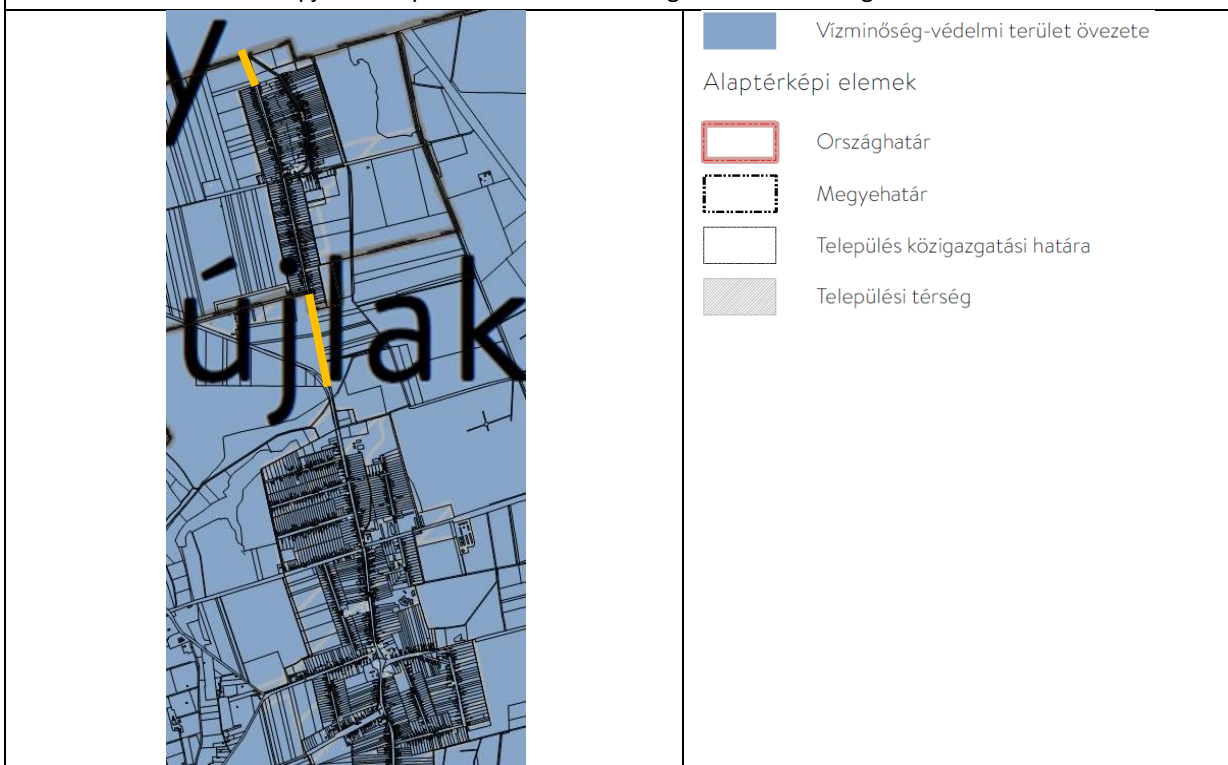 y
újlak
Vízminőség-védelmi terület övezete
Alaptérképi elemek
Országhatár
Megyehatár
Település közigazgatási határa
Települési térség